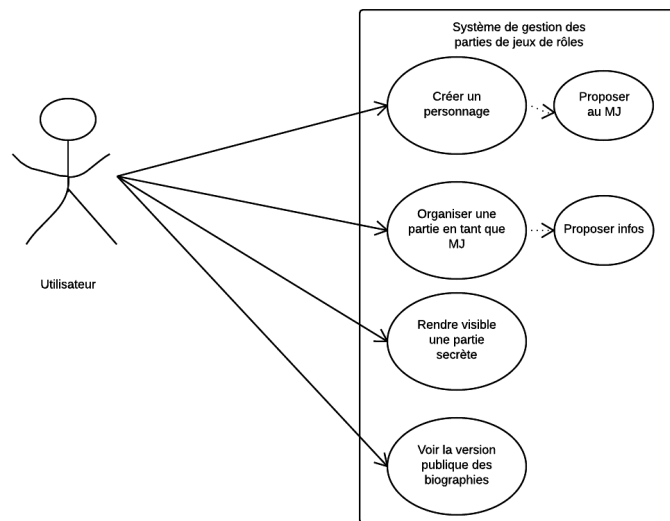 Système de gestion des
parties de jeux de rôles
Créer un
personnage
Proposer
au MJ
Organiser une
partie en tant que
MJ
Proposer infos
Utilisateur
Rendre visible
une partie
secrète
Voir la version
publique des
biographies